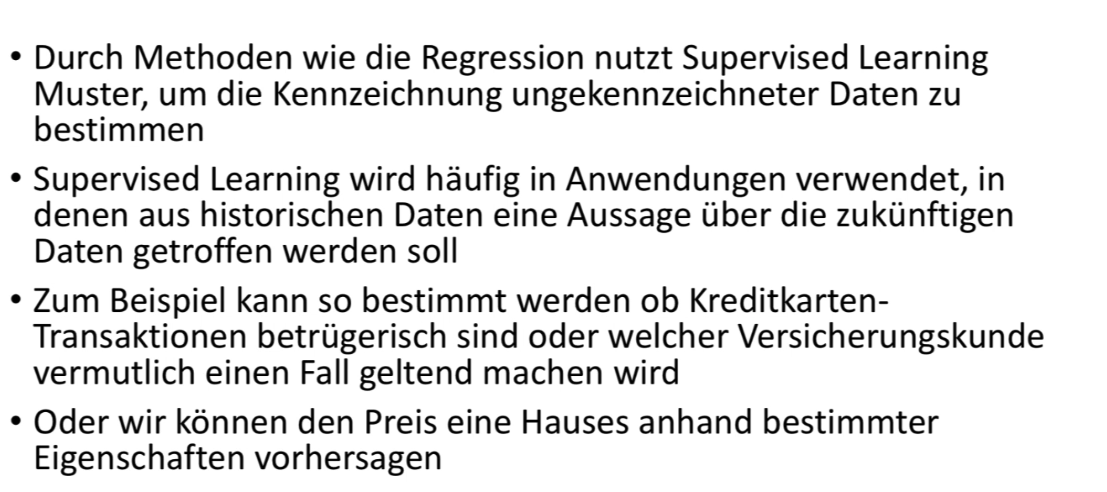 • Durch Methoden wie die Regression nutzt Supervised Learning
Muster, um die Kennzeichnung ungekennzeichneter Daten zu
bestimmen
• Supervised Learning wird häufig in Anwendungen verwendet, in
denen aus historischen Daten eine Aussage über die zukünftigen
Daten getroffen werden soll
• Zum Beispiel kann so bestimmt werden ob Kreditkarten-
Transaktionen betrügerisch sind oder welcher Versicherungskunde
vermutlich einen Fall geltend machen wird
• Oder wir können den Preis eine Hauses anhand bestimmter
Eigenschaften vorhersagen